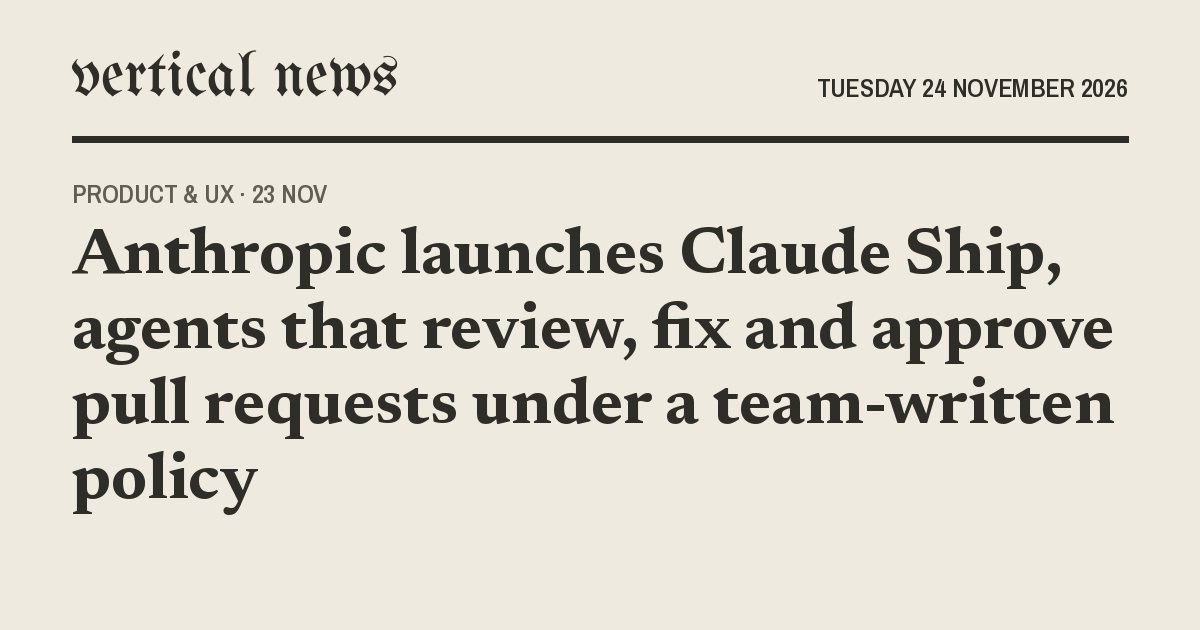 vertical news
TUESDAY 24 NOVEMBER 2026
PRODUCT & UX · 23 NOV
Anthropic launches Claude Ship,
agents that review, fix and approve
pull requests under a team-written
policy